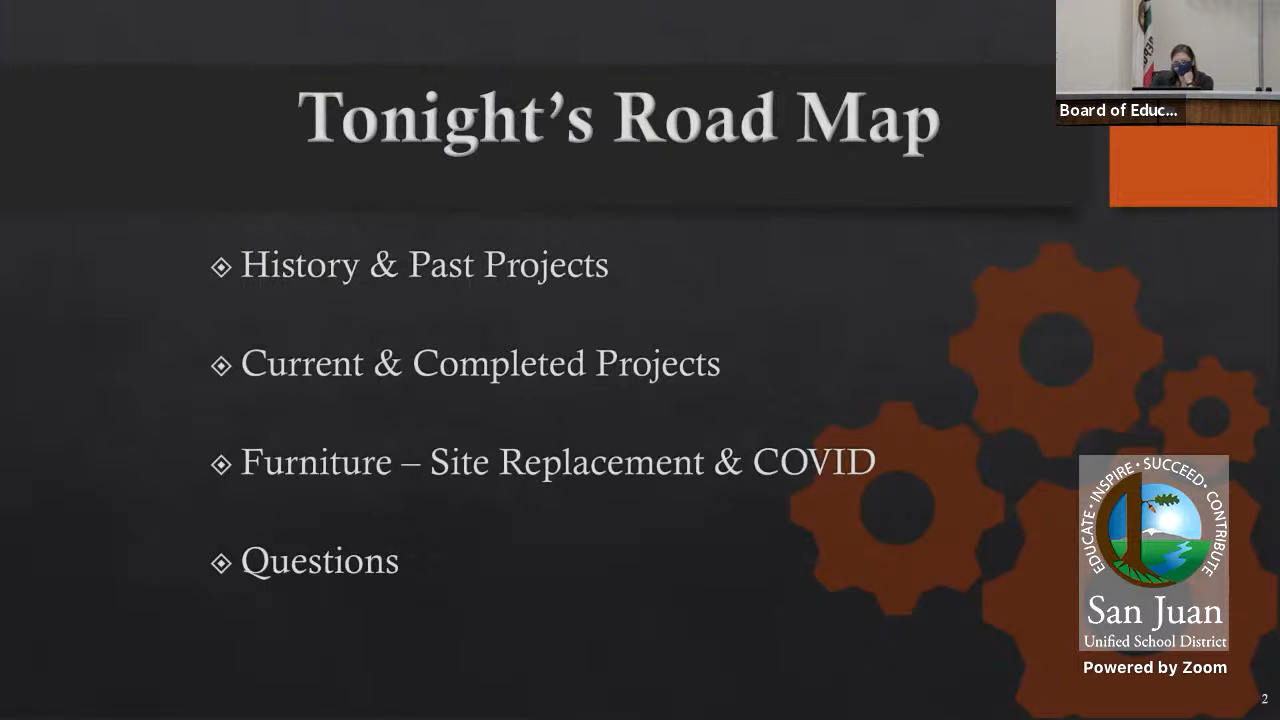 Tonight’s Road Map
Board of Educ...
History & Past Projects
Current & Completed Projects
Furniture – Site Replacement & COVID
Questions
EDUCATE · INSPIRE · SUCCEED · CONTRIBUTE
San Juan
Unified School District
Powered by Zoom
2